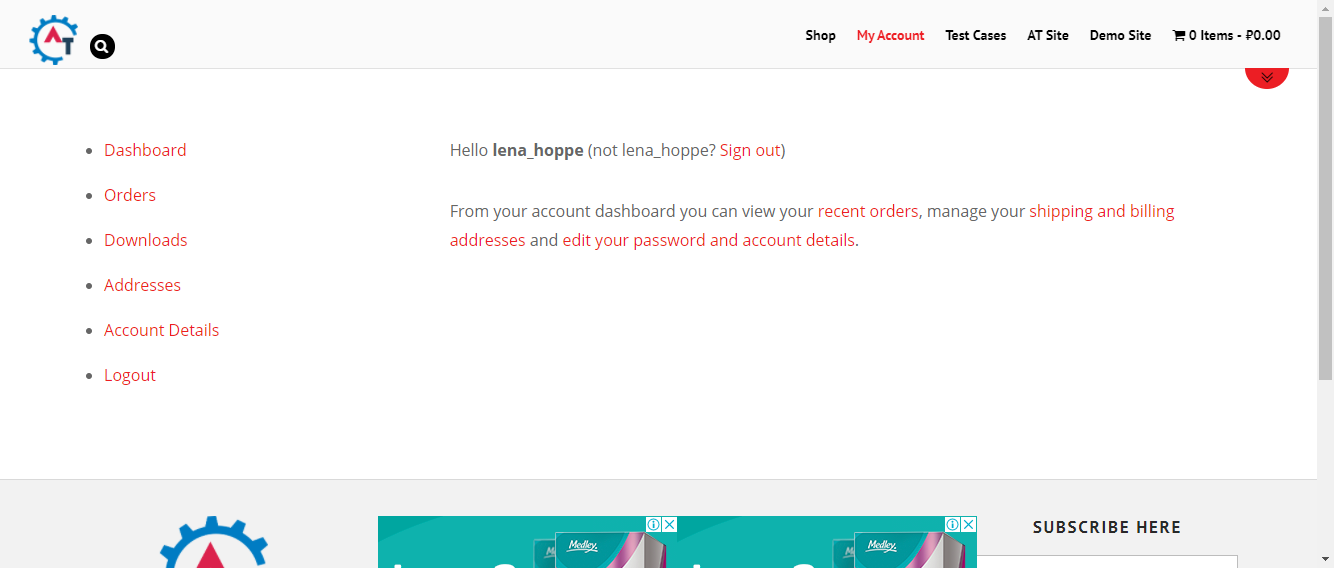 AT
Shop My Account Test Cases AT Site Demo Site 0 Items - ₽0.00
Dashboard
Orders
Downloads
Addresses
Account Details
Logout
Hello lena_hoppe (not lena_hoppe? Sign out)
From your account dashboard you can view your recent orders, manage your shipping and billing
addresses and edit your password and account details.
Medley
Medley
SUBSCRIBE HERE